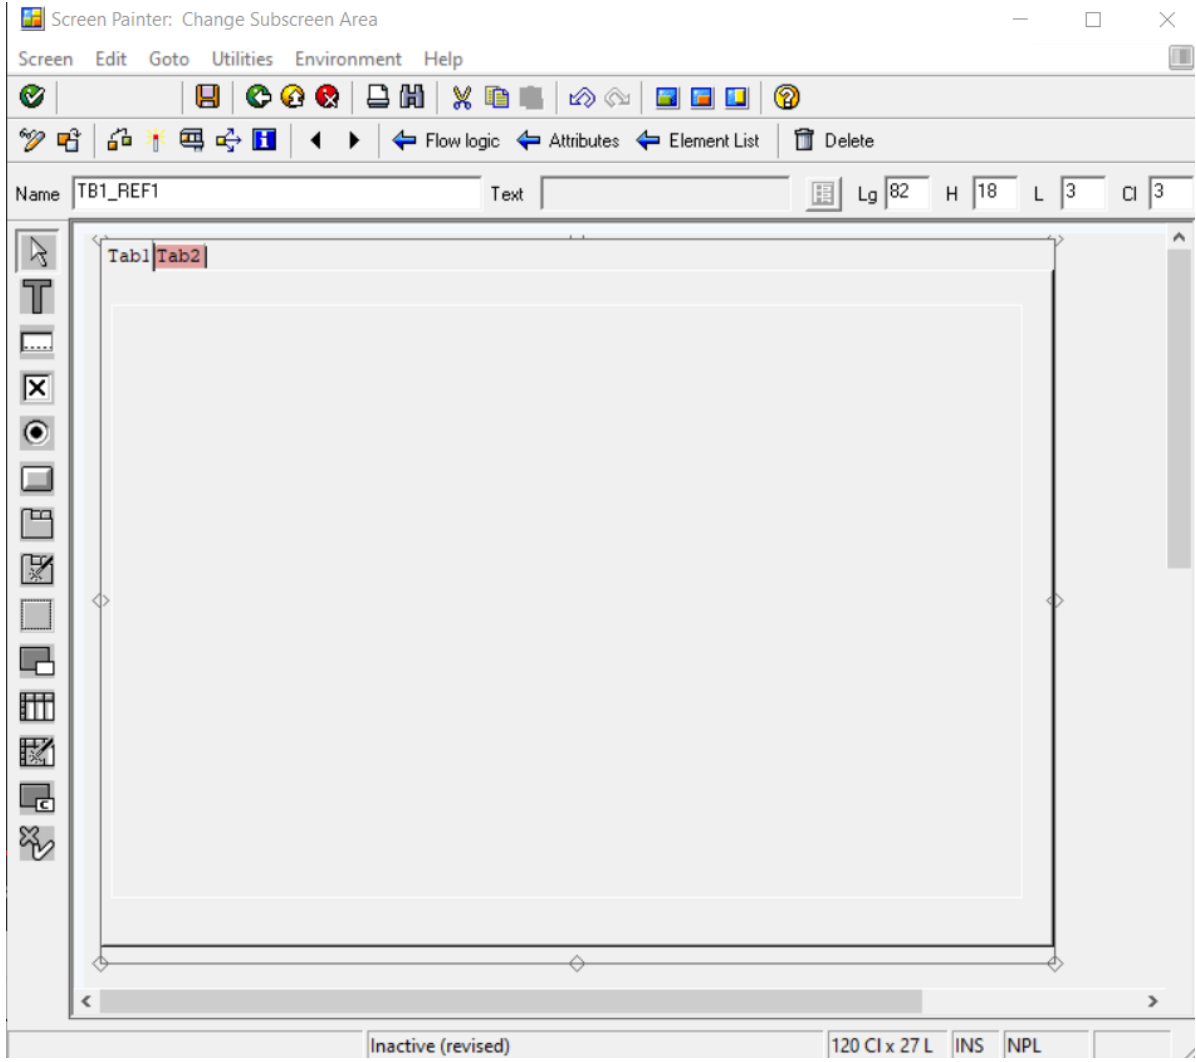 Screen Painter: Change Subscreen Area
Screen Edit Goto Utilities Environment Help
Flow logic Attributes Element List Delete
Name TB1_REF1 Text Lg 82 H 18 L 3 Cl 3
Tab1 Tab2
Inactive (revised) 120 Cl x 27 L INS NPL